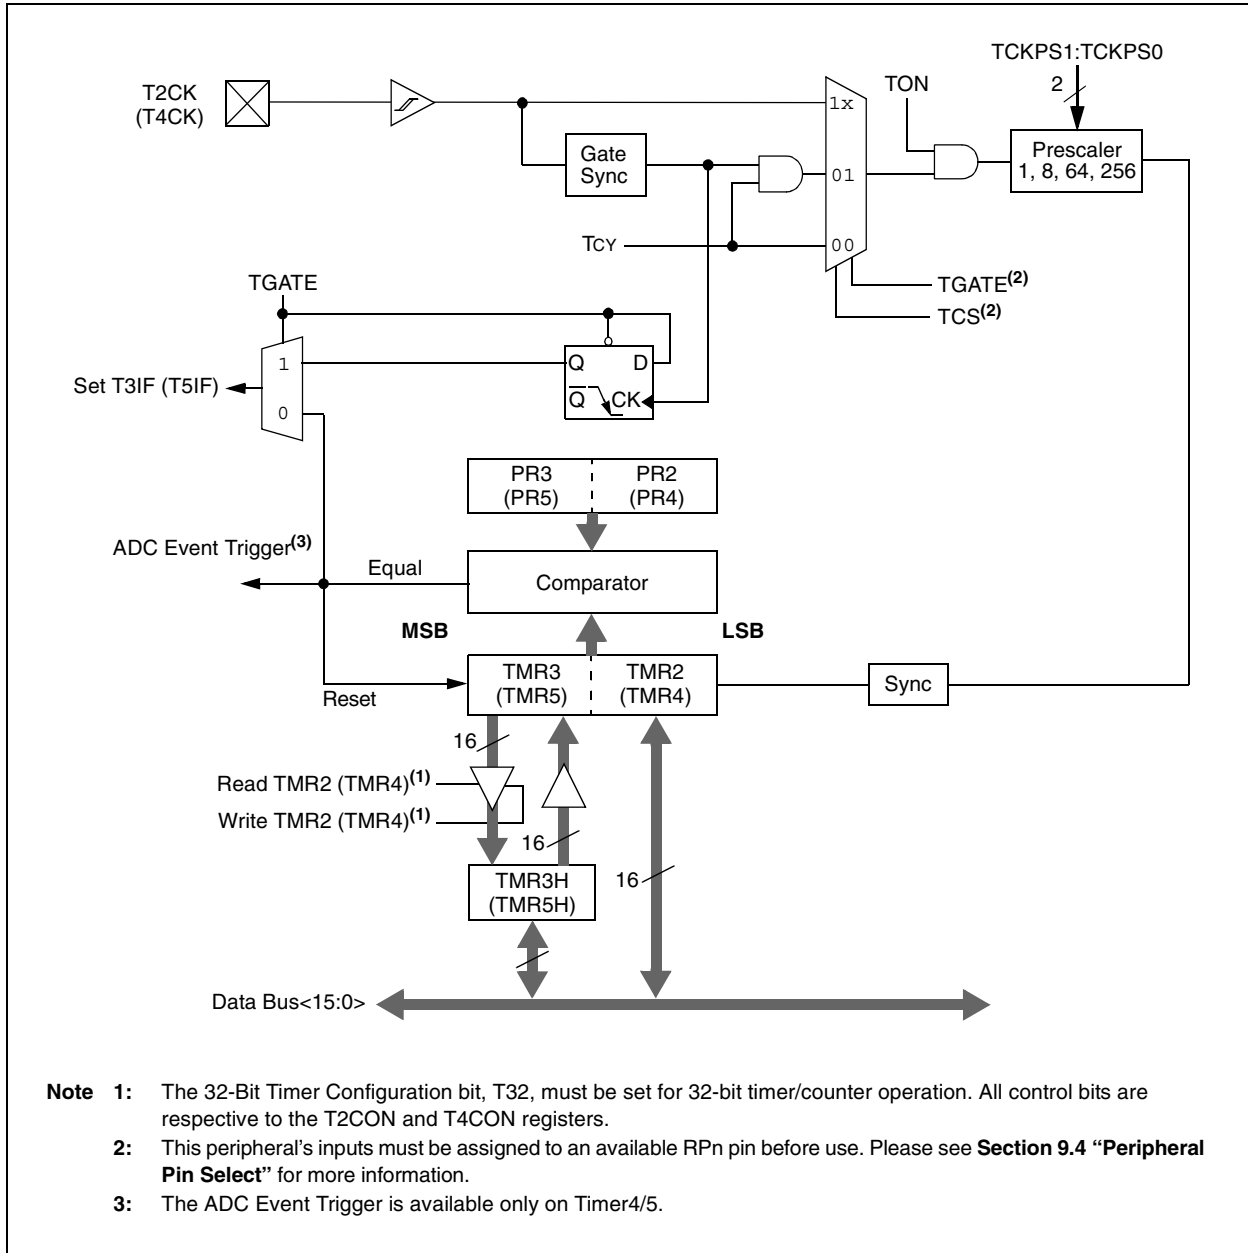 TCKPS1:TCKPS0
TON
2
T2CK
(T4CK)
1x
Gate
Sync
01
Prescaler
1, 8, 64, 256
TCY
00
TGATE
TGATE(2)
TCS(2)
1
Q
D
Set T3IF (T5IF)
Q
CK
0
PR3
(PR5)
PR2
(PR4)
ADC Event Trigger(3)
Equal
Comparator
MSB
LSB
TMR3
(TMR5)
TMR2
(TMR4)
Sync
Reset
16
Read TMR2 (TMR4)(1)
Write TMR2 (TMR4)(1)
16
16
TMR3H
(TMR5H)
Data Bus<15:0>
Note 1: The 32-Bit Timer Configuration bit, T32, must be set for 32-bit timer/counter operation. All control bits are
respective to the T2CON and T4CON registers.
2: This peripheral's inputs must be assigned to an available RPn pin before use. Please see Section 9.4 “Peripheral
Pin Select” for more information.
3: The ADC Event Trigger is available only on Timer4/5.